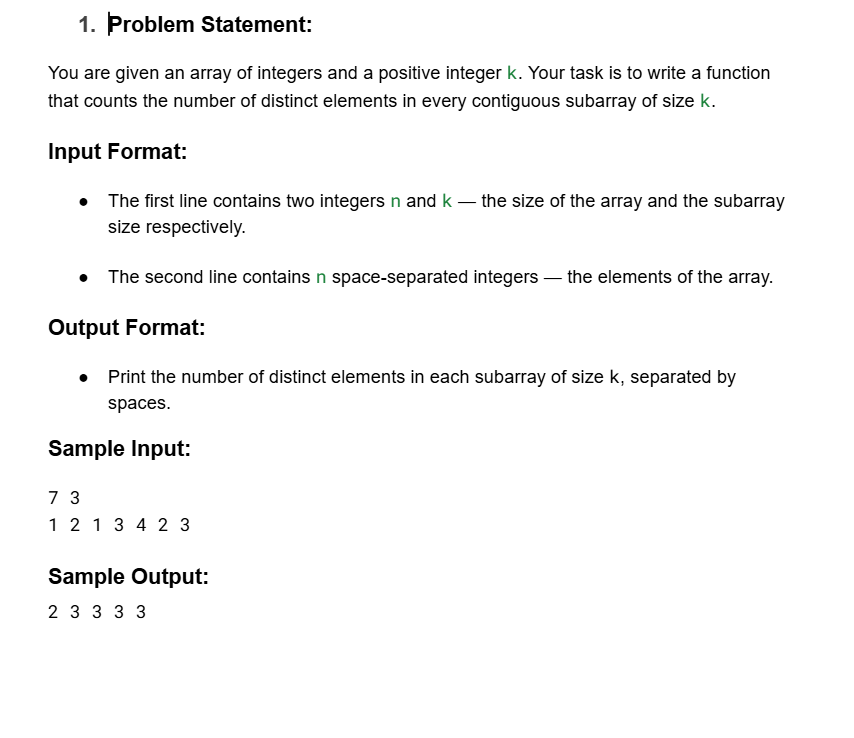 1. Problem Statement:
You are given an array of integers and a positive integer k. Your task is to write a function
that counts the number of distinct elements in every contiguous subarray of size k.
Input Format:
● The first line contains two integers n and k — the size of the array and the subarray
size respectively.
● The second line contains n space-separated integers — the elements of the array.
Output Format:
● Print the number of distinct elements in each subarray of size k, separated by
spaces.
Sample Input:
7 3
1 2 1 3 4 2 3
Sample Output:
2 3 3 3 3